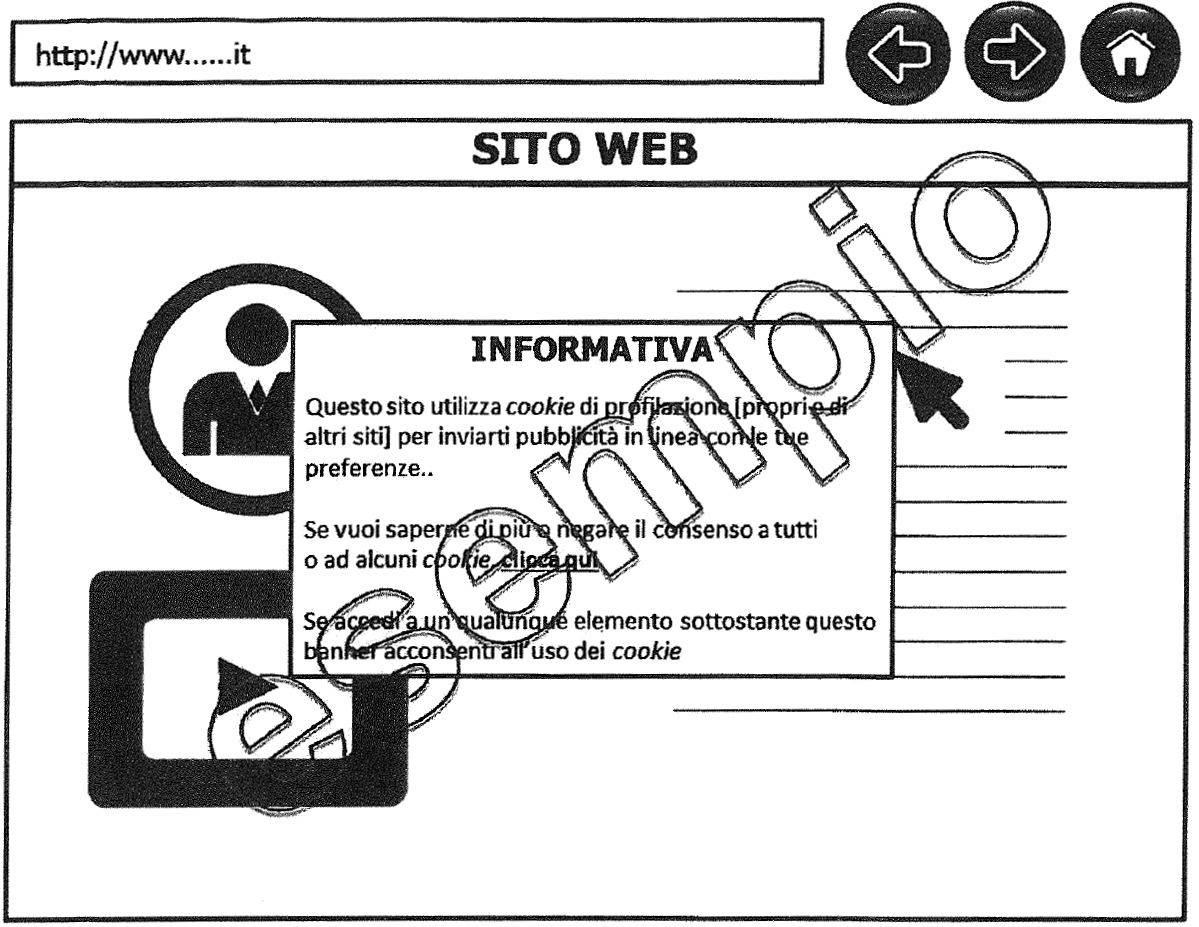 http://www......it
SITO WEB
INFORMATIVA
Questo sito utilizza cookie di profilazione [propri e di
altri siti] per inviarti pubblicità in linea con le tue
preferenze..
Se vuoi saperne di più o negare il consenso a tutti
o ad alcuni cookie, clicca qui
Se accedi a un'qualunque elemento sottostante questo
banner acconsenti all'uso dei cookie
esempio